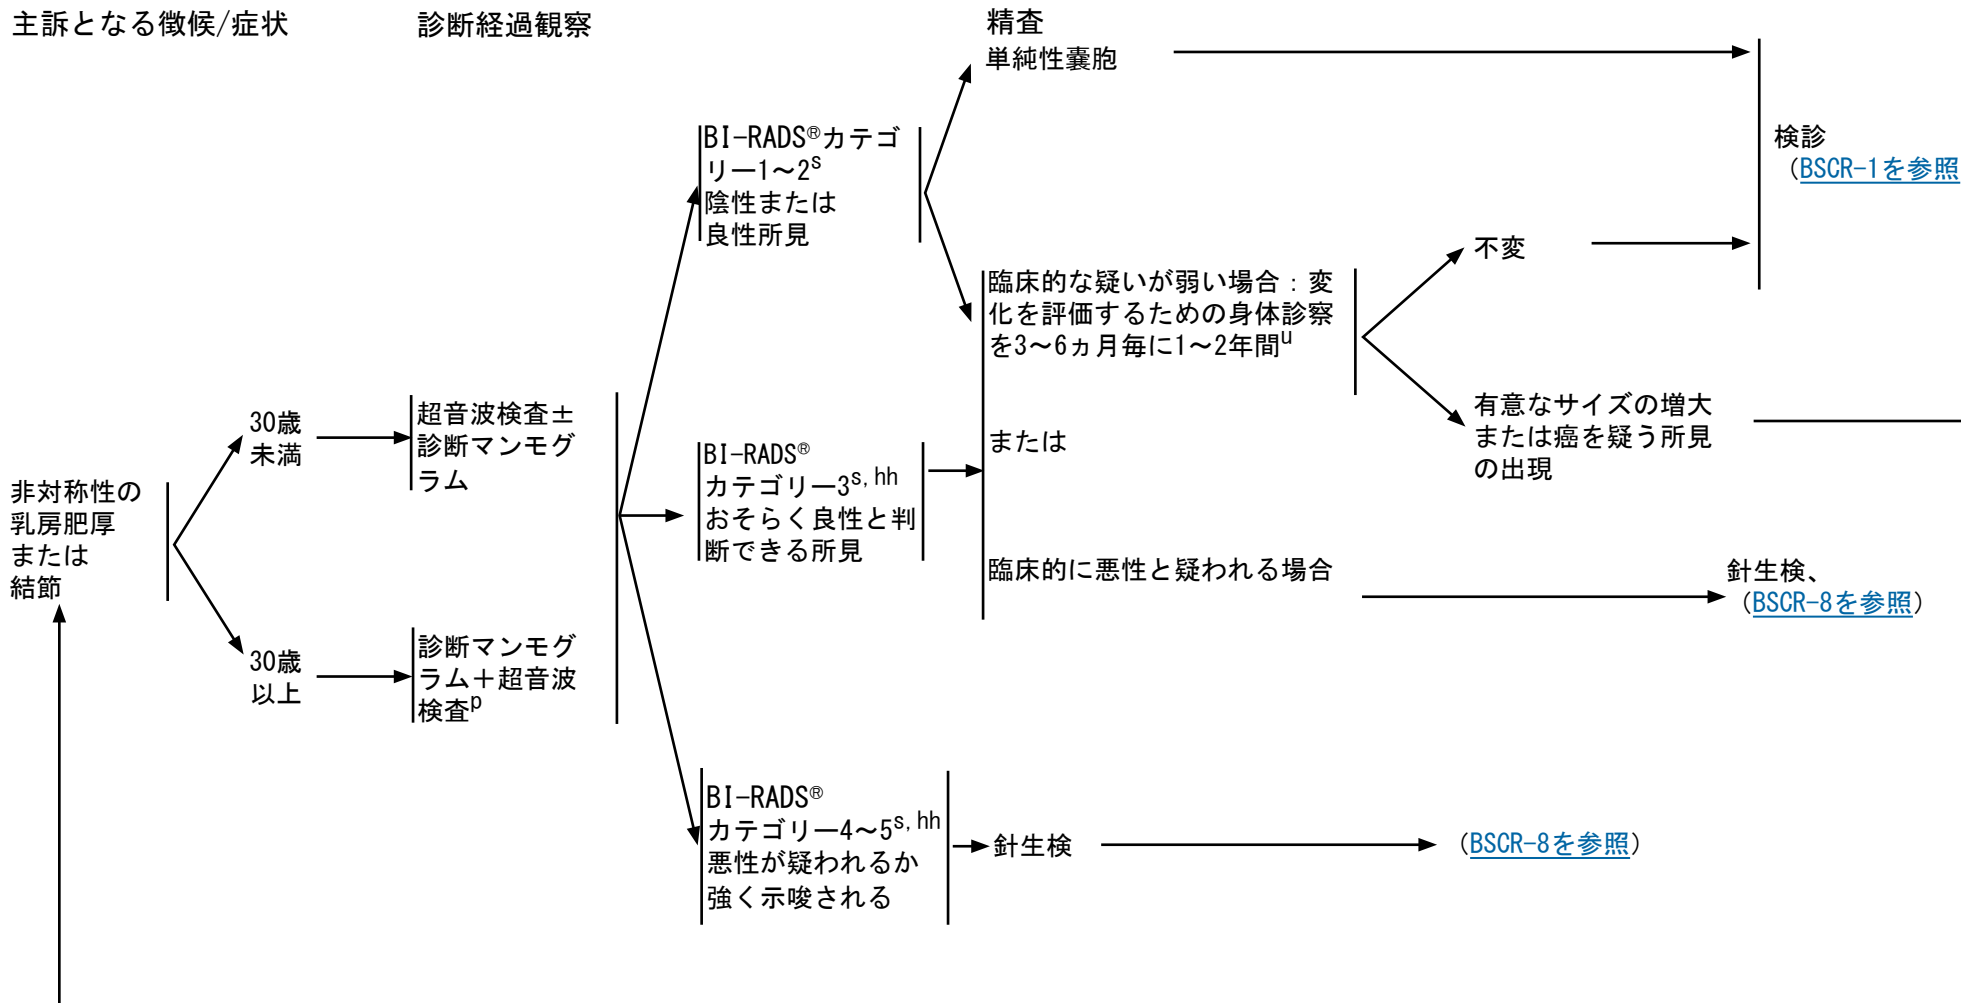 主訴となる徴候/症状
診断経過観察
精査
単純性嚢胞
検診
(BSCR-1を参照
BI-RADS®カテゴ
リー1～2s
陰性または
良性所見
不変
臨床的な疑いが弱い場合：変
化を評価するための身体診察
を3～6ヵ月毎に1～2年間u
有意なサイズの増大
または癌を疑う所見
の出現
30歳
未満
超音波検査±
診断マンモグ
ラム
または
BI-RADS®
カテゴリー3s, hh
おそらく良性と判
断できる所見
非対称性の
乳房肥厚
または
結節
臨床的に悪性と疑われる場合
針生検、
(BSCR-8を参照)
30歳
以上
診断マンモグ
ラム＋超音波
検査p
BI-RADS®
カテゴリー4～5s, hh
悪性が疑われるか
強く示唆される
針生検
(BSCR-8を参照)